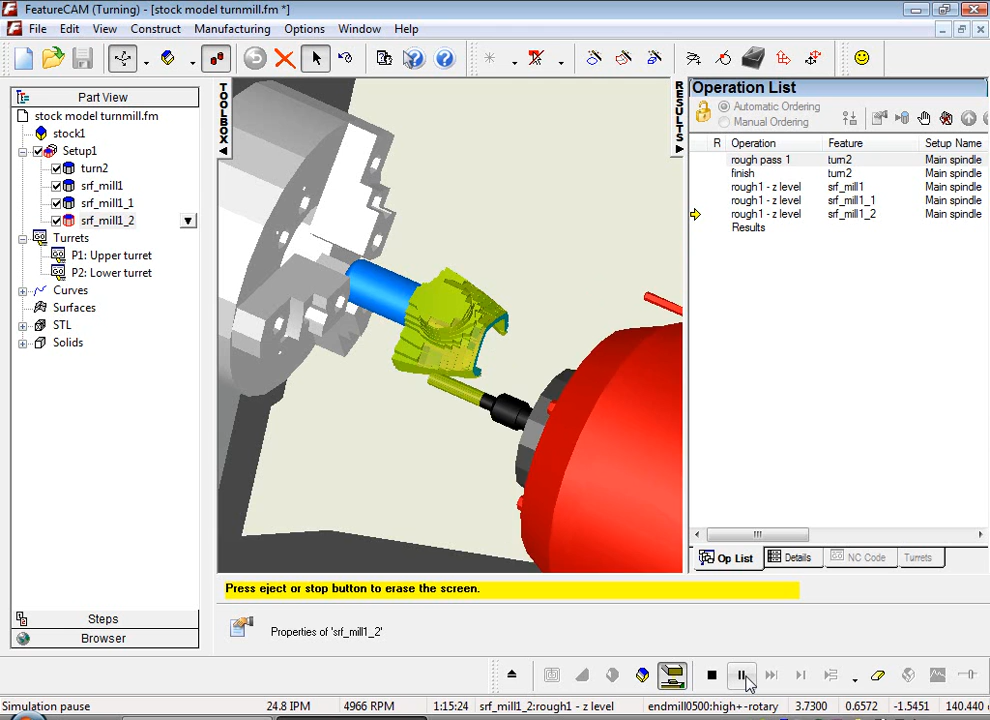 FeatureCAM (Turning) - [stock model turnmill.fm *]
File Edit View Construct Manufacturing Options Window Help
Part View
stock model turnmill.fm
stock1
Setup1
turn2
srf_mill1
srf_mill1_1
srf_mill1_2
Turrets
P1: Upper turret
P2: Lower turret
Curves
Surfaces
STL
Solids
Steps
Browser
TOOLBOX
RESULTS
Operation List
Automatic Ordering
Manual Ordering
R Operation Feature Setup Name
rough pass 1 turn2 Main spindle
finish turn2 Main spindle
rough1 - z level srf_mill1 Main spindle
rough1 - z level srf_mill1_1 Main spindle
rough1 - z level srf_mill1_2 Main spindle
Results
Op List Details NC Code Turrets
Press eject or stop button to erase the screen.
Properties of 'srf_mill1_2'
Simulation pause 24.8 IPM 4966 RPM 1:15:24 srf_mill1_2:rough1 - z level endmill0500:high+-rotary 3.7300 0.6572 -1.5451 140.440